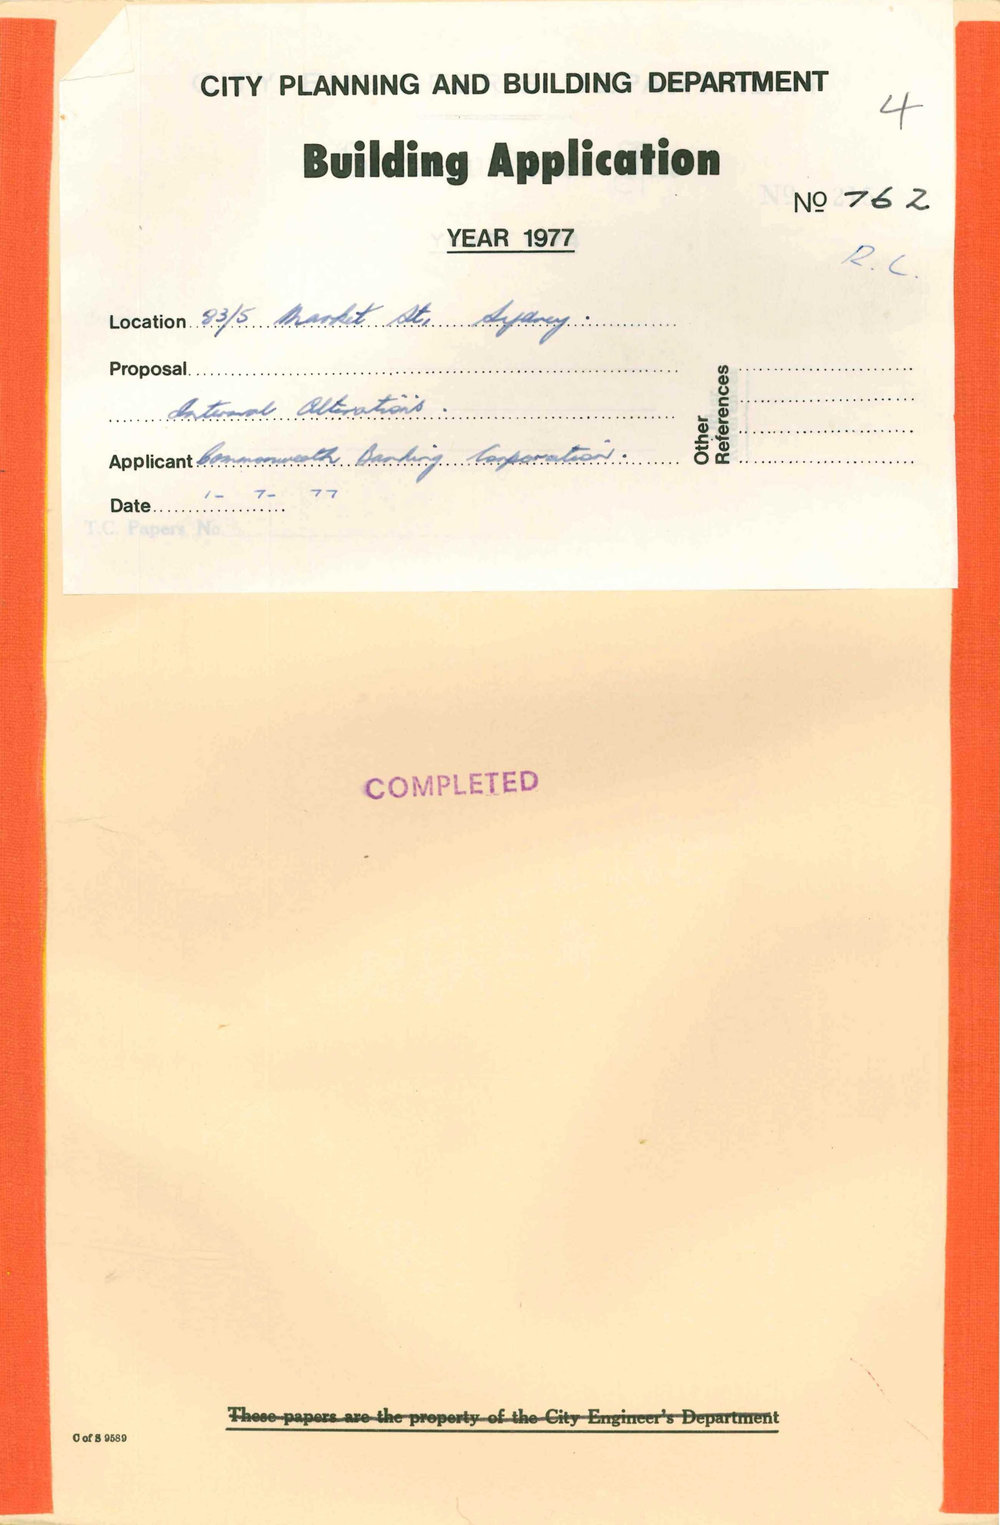 CITY PLANNING AND BUILDING DEPARTMENT
4
Building Application
Nº 762
YEAR 1977
R. C.
Location 83/5 Market St, Sydney.
Proposal
Internal Alterations.
Other References
Applicant Commonwealth Banking Corporation.
Date 1-7-77
T.C. Papers No.
COMPLETED
These papers are the property of the City Engineer's Department
C of S 9589